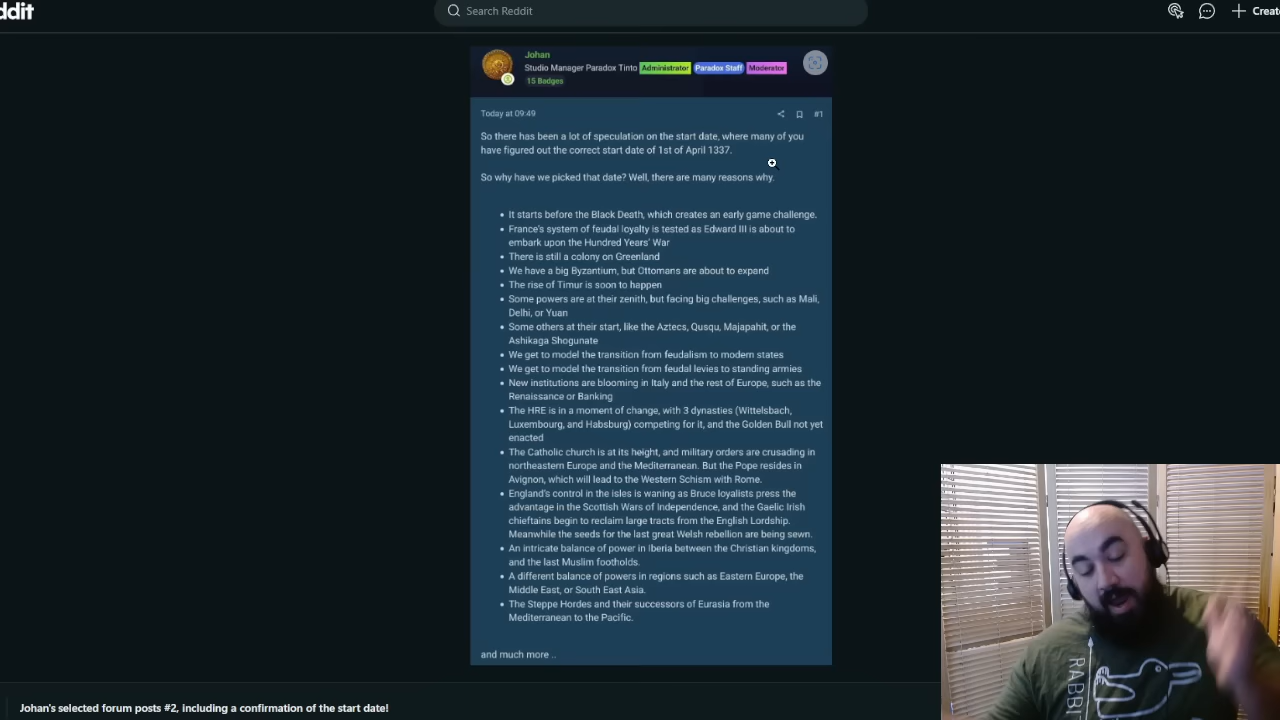 ddit
Search Reddit
Create
Johan
Studio Manager Paradox Tinto Administrator Paradox Staff Moderator
15 Badges
Today at 09:49
#1
So there has been a lot of speculation on the start date, where many of you
have figured out the correct start date of 1st of April 1337.
So why have we picked that date? Well, there are many reasons why.
• It starts before the Black Death, which creates an early game challenge.
• France's system of feudal loyalty is tested as Edward III is about to
embark upon the Hundred Years' War
• There is still a colony on Greenland
• We have a big Byzantium, but Ottomans are about to expand
• The rise of Timur is soon to happen
• Some powers are at their zenith, but facing big challenges, such as Mali,
Delhi, or Yuan
• Some others at their start, like the Aztecs, Qusqu, Majapahit, or the
Ashikaga Shogunate
• We get to model the transition from feudalism to modern states
• We get to model the transition from feudal levies to standing armies
• New institutions are blooming in Italy and the rest of Europe, such as the
Renaissance or Banking
• The HRE is in a moment of change, with 3 dynasties (Wittelsbach,
Luxembourg, and Habsburg) competing for it, and the Golden Bull not yet
enacted
• The Catholic church is at its height, and military orders are crusading in
northeastern Europe and the Mediterranean. But the Pope resides in
Avignon, which will lead to the Western Schism with Rome.
• England's control in the isles is waning as Bruce loyalists press the
advantage in the Scottish Wars of Independence, and the Gaelic Irish
chieftains begin to reclaim large tracts from the English Lordship.
Meanwhile the seeds for the last great Welsh rebellion are being sewn.
• An intricate balance of power in Iberia between the Christian kingdoms,
and the last Muslim footholds.
• A different balance of powers in regions such as Eastern Europe, the
Middle East, or South East Asia.
• The Steppe Hordes and their successors of Eurasia from the
Mediterranean to the Pacific.
and much more ..
RABBI
Johan's selected forum posts #2, including a confirmation of the start date!